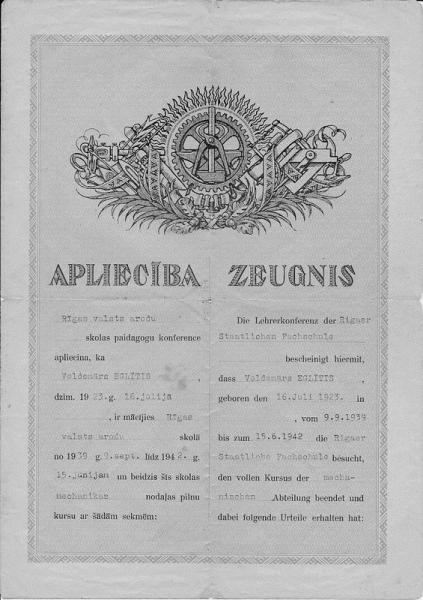 APLIECĪBA
Rīgas valsts arodu
skolas paidagogu konference
apliecina, ka
Voldemārs EGLĪTIS ,
dzim. 1923.g. 16.jūlijā
, ir mācījies Rīgas
valsts arodu skolā
no 1939 g. 9.sept. līdz 1942. g.
15.jūnijam un beidzis šīs skolas
mechanikas nodaļas pilnu
kursu ar šādām sekmēm:
ZEUGNIS
Die Lehrerkonferenz der Rigaer
Staatlichen Fachschule
bescheinigt hiermit,
dass Voldemārs EGLĪTIS ,
geboren den 16.Juli 1923. in
, vom 9.9.1939
bis zum 15.6.1942 die Rigaer
Staatliche Fachschule besucht,
den vollen Kursus der mecha-
nischen Abteilung beendet und
dabei folgende Urteile erhalten hat: